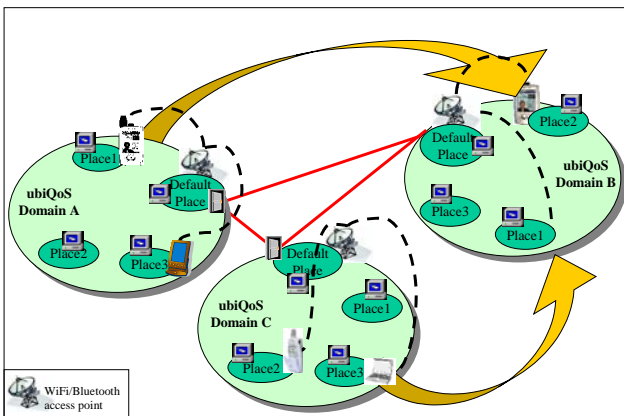 Place1
ubiQoS
Domain A
Default
Place
Place2
Place3
Default
Place
Place2
ubiQoS
Domain B
Place3
Place1
Default
Place
ubiQoS
Domain C
Place1
Place2
Place3
WiFi/Bluetooth
access point